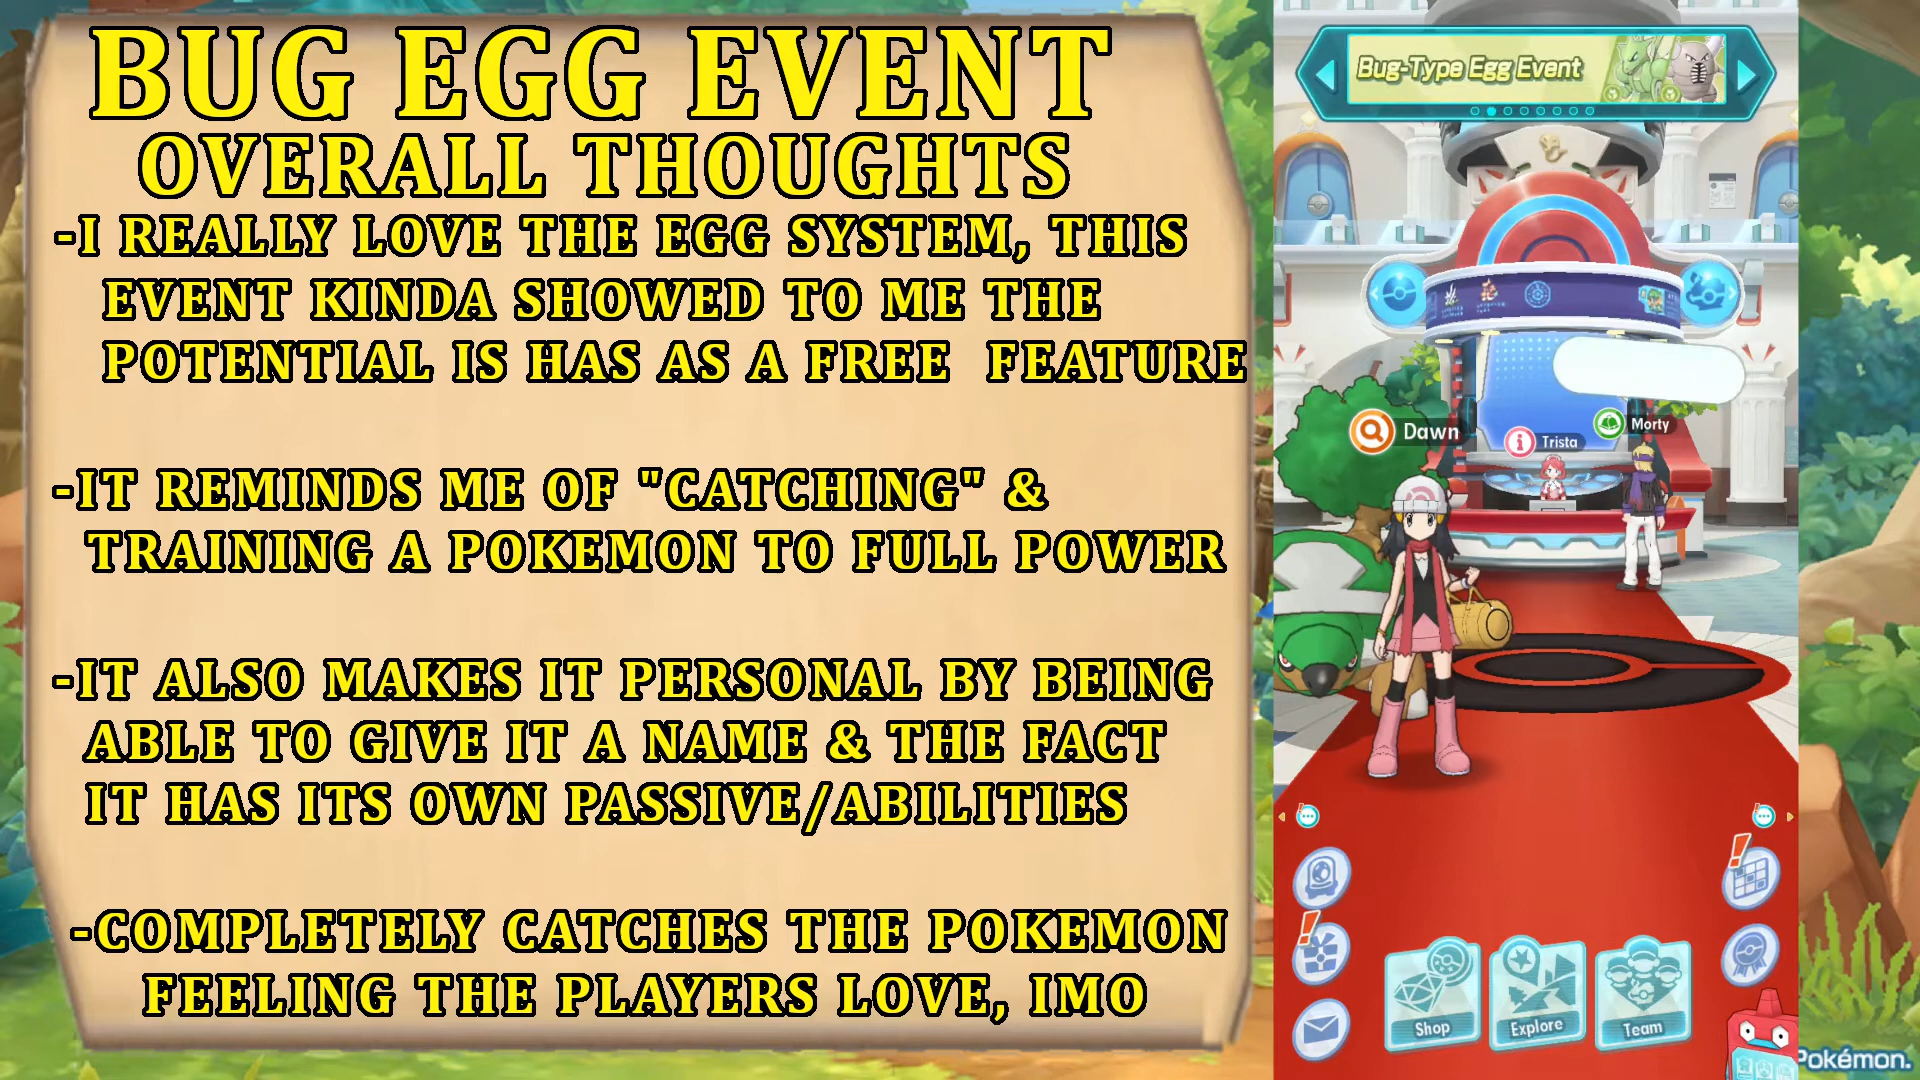 BUG EGG EVENT
OVERALL THOUGHTS
-I REALLY LOVE THE EGG SYSTEM, THIS
EVENT KINDA SHOWED TO ME THE
POTENTIAL IS HAS AS A FREE FEATURE
-IT REMINDS ME OF "CATCHING" &
TRAINING A POKEMON TO FULL POWER
-IT ALSO MAKES IT PERSONAL BY BEING
ABLE TO GIVE IT A NAME & THE FACT
IT HAS ITS OWN PASSIVE/ABILITIES
-COMPLETELY CATCHES THE POKEMON
FEELING THE PLAYERS LOVE, IMO
Bug-Type Egg Event
Dawn
Trista
Morty
Shop
Explore
Team
Pokémon.